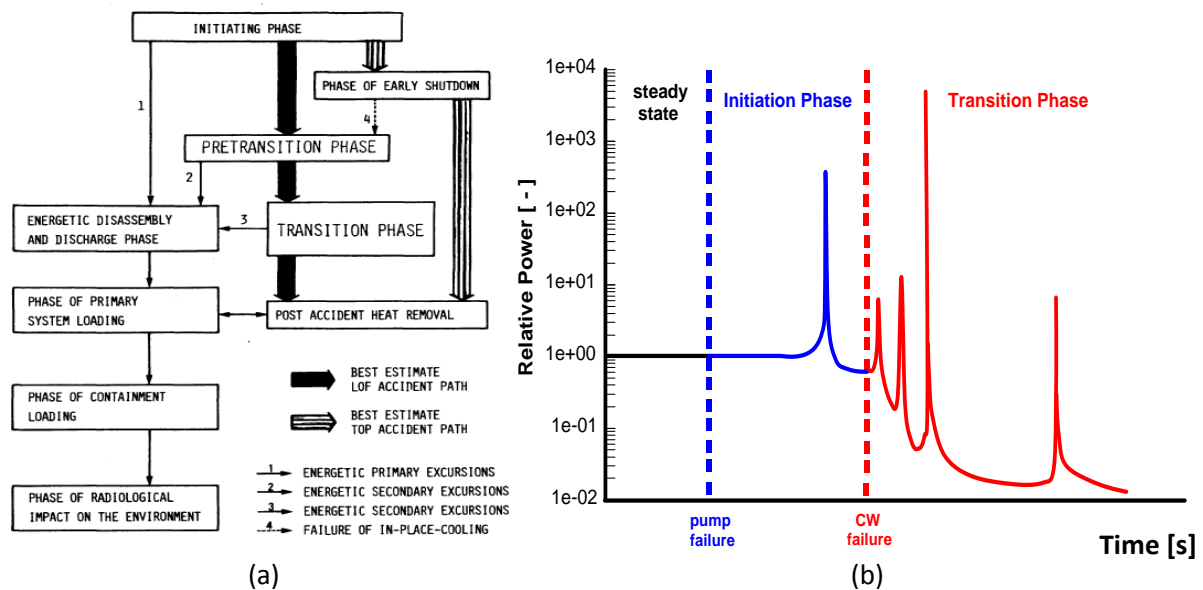 INITIATING PHASE
PHASE OF EARLY SHUTDOWN
1
4
PRETRANSITION PHASE
2
ENERGETIC DISASSEMBLY
AND DISCHARGE PHASE
3
TRANSITION PHASE
PHASE OF PRIMARY
SYSTEM LOADING
POST ACCIDENT HEAT REMOVAL
BEST ESTIMATE
LOF ACCIDENT PATH
PHASE OF CONTAINMENT
LOADING
BEST ESTIMATE
TOP ACCIDENT PATH
1 ENERGETIC PRIMARY EXCURSIONS
2 ENERGETIC SECONDARY EXCURSIONS
3 ENERGETIC SECONDARY EXCURSIONS
4 FAILURE OF IN-PLACE-COOLING
PHASE OF RADIOLOGICAL
IMPACT ON THE ENVIRONMENT
(a)
Relative Power [ - ]
1e+04
1e+03
1e+02
1e+01
1e+00
1e-01
1e-02
steady
state
Initiation Phase
Transition Phase
pump
failure
CW
failure
Time [s]
(b)